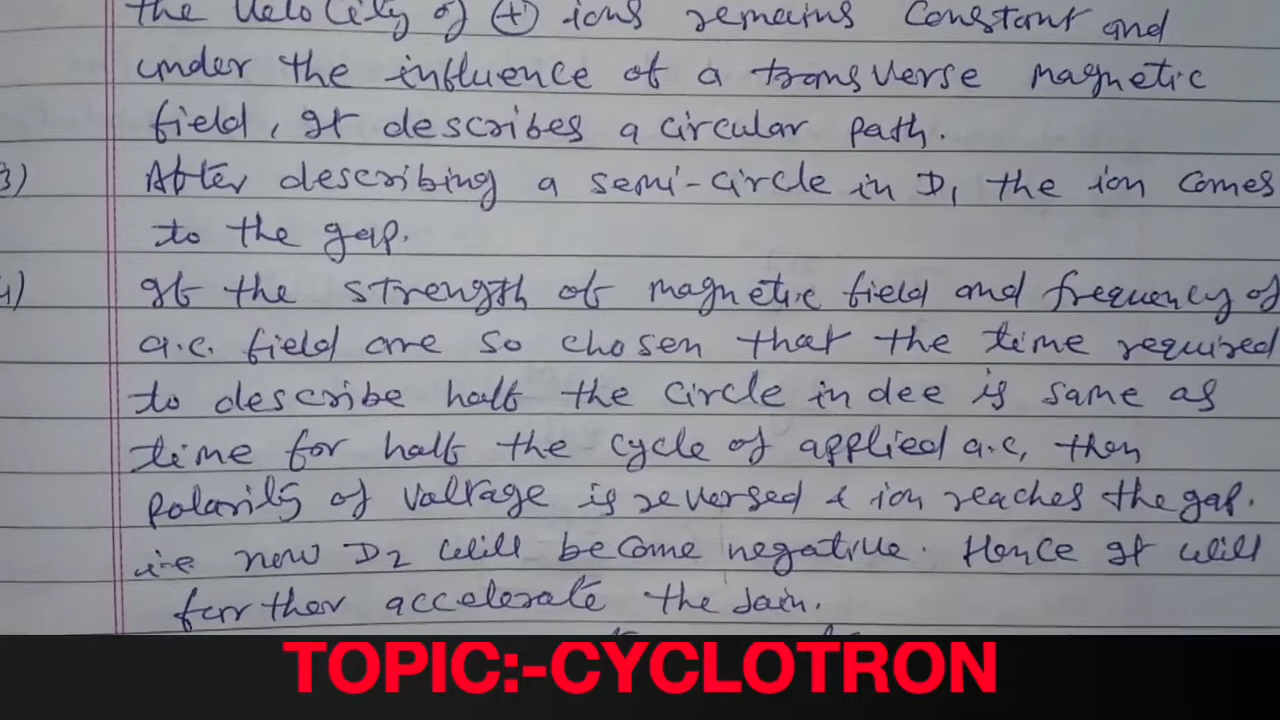 the velocity of (+) ions remains constant and
under the influence of a transverse magnetic
field, It describes a circular path.
3) After describing a semi-circle in D1 the ion comes
to the gap.
4) If the strength of magnetic field and frequency of
a.c. field are so chosen that the time required
to describe half the circle in dee is same as
time for half the cycle of applied a.c, then
polarity of voltage is reversed & ion reaches the gap.
i.e now D2 will become negative. Hence It will
further accelerate the
TOPIC:-CYCLOTRON